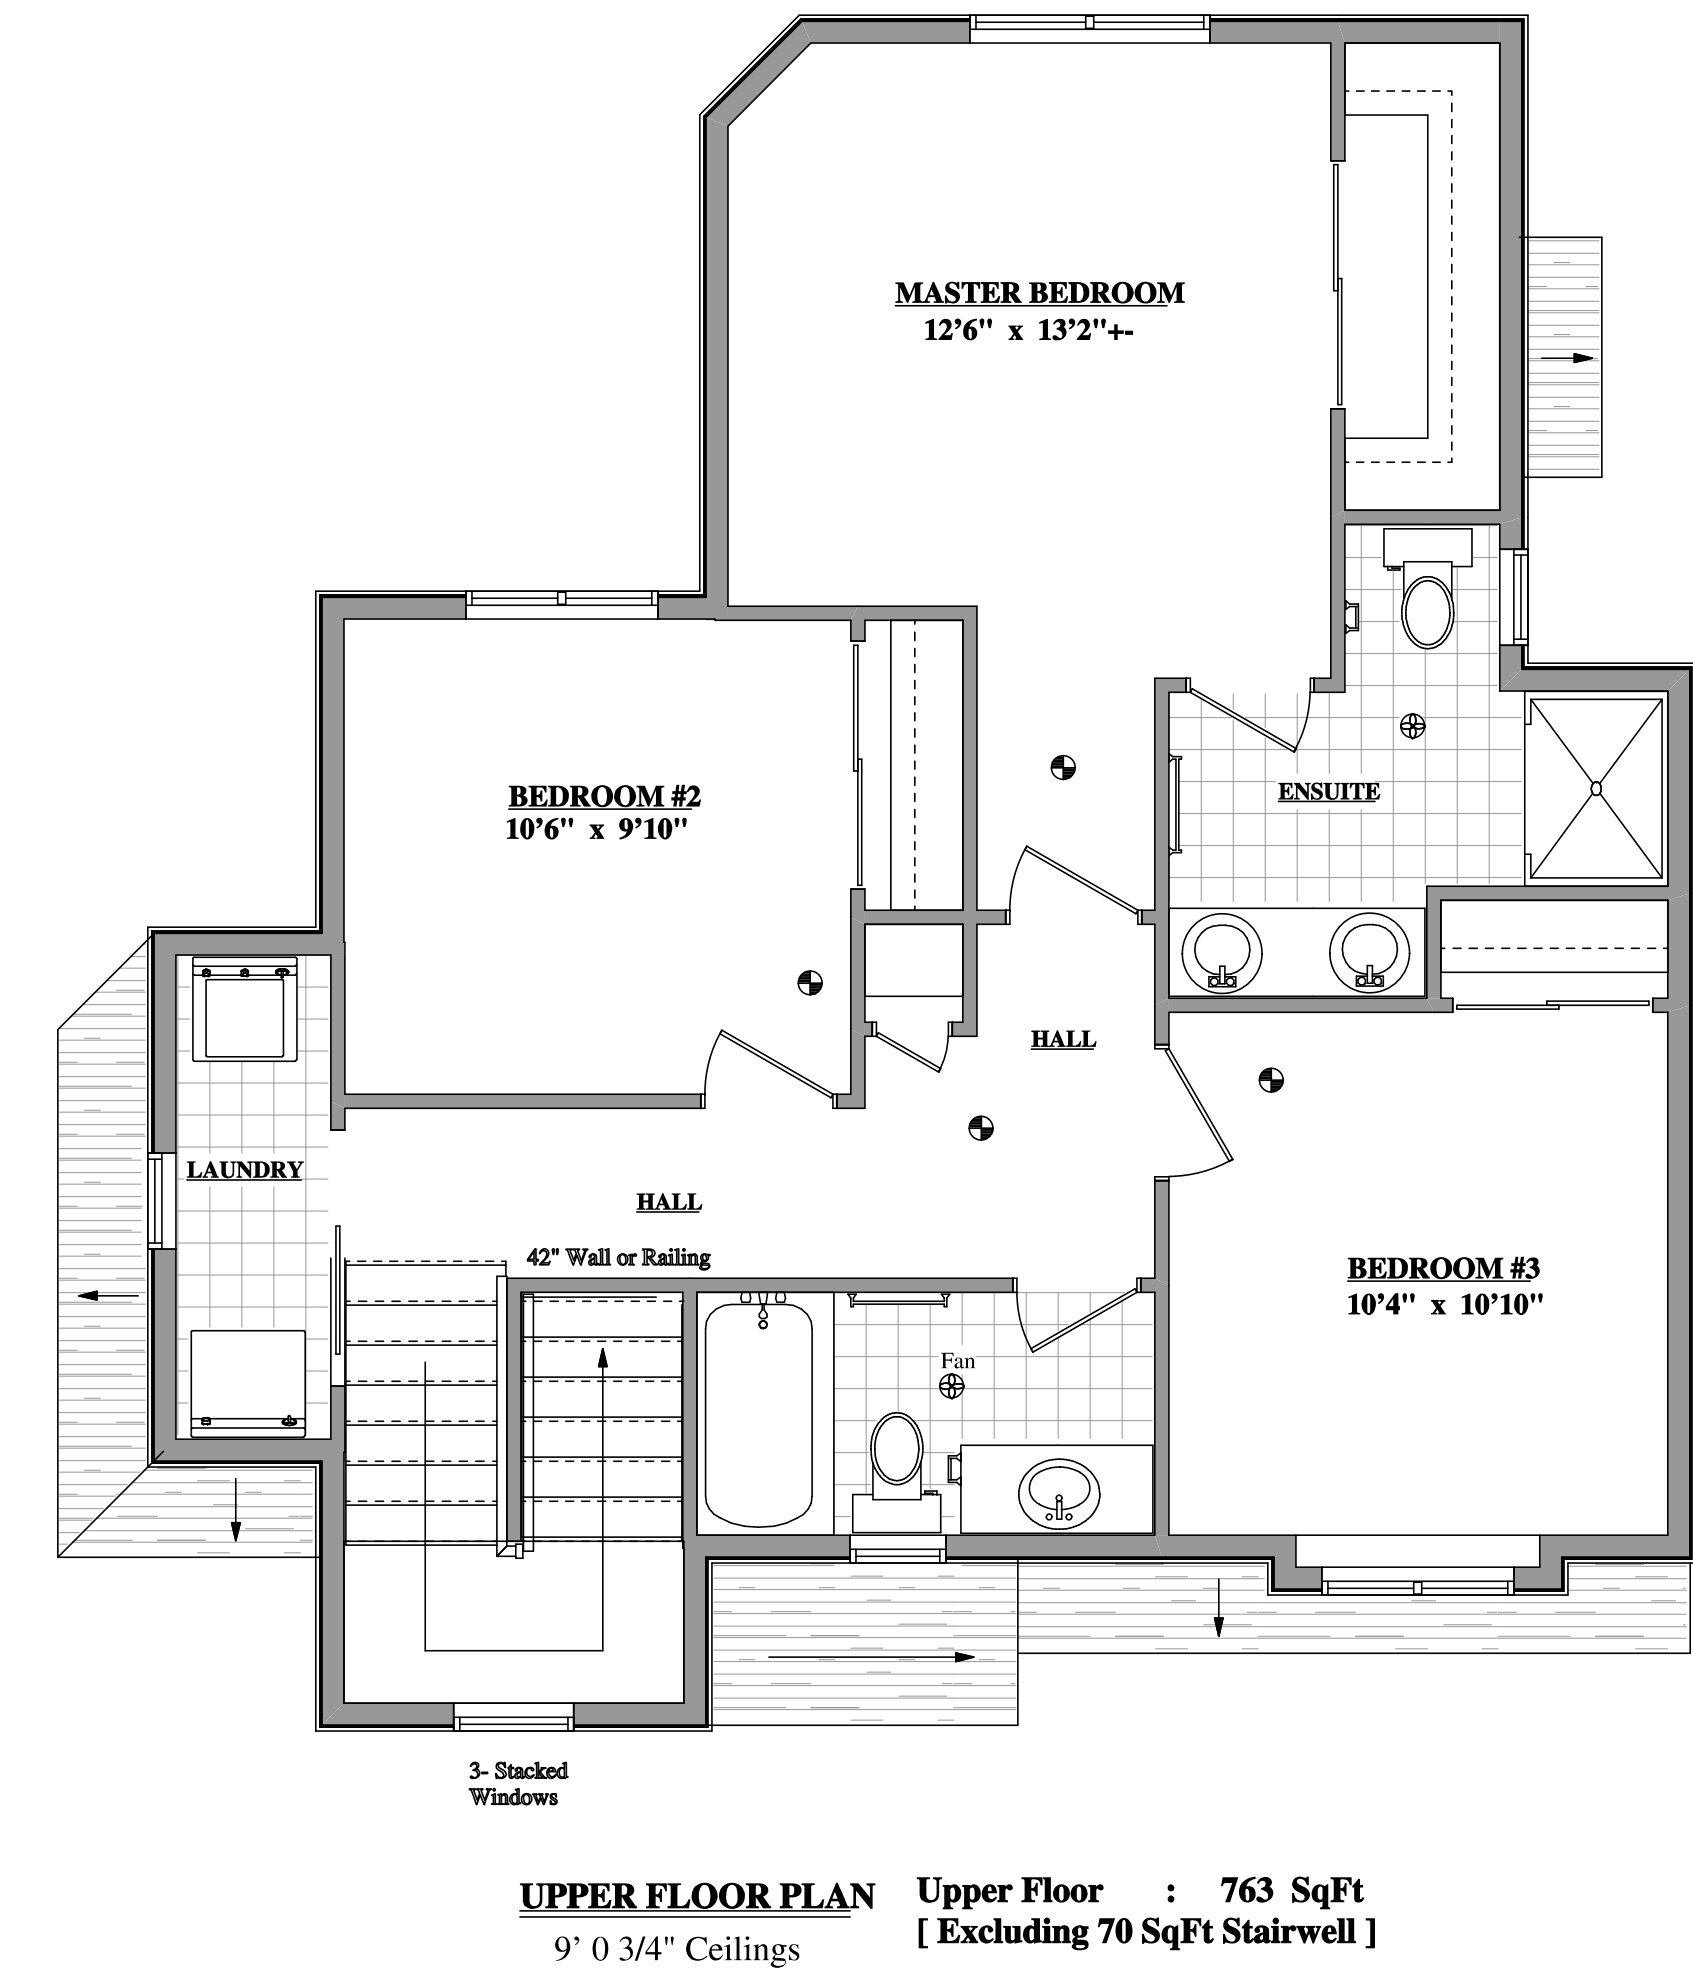 MASTER BEDROOM
12’6" x 13’2"+-
BEDROOM #2
10’6" x 9’10"
ENSUITE
HALL
LAUNDRY
HALL
42" Wall or Railing
BEDROOM #3
10’4" x 10’10"
Fan
3- Stacked
Windows
UPPER FLOOR PLAN
9’ 0 3/4" Ceilings
Upper Floor : 763 SqFt
[ Excluding 70 SqFt Stairwell ]